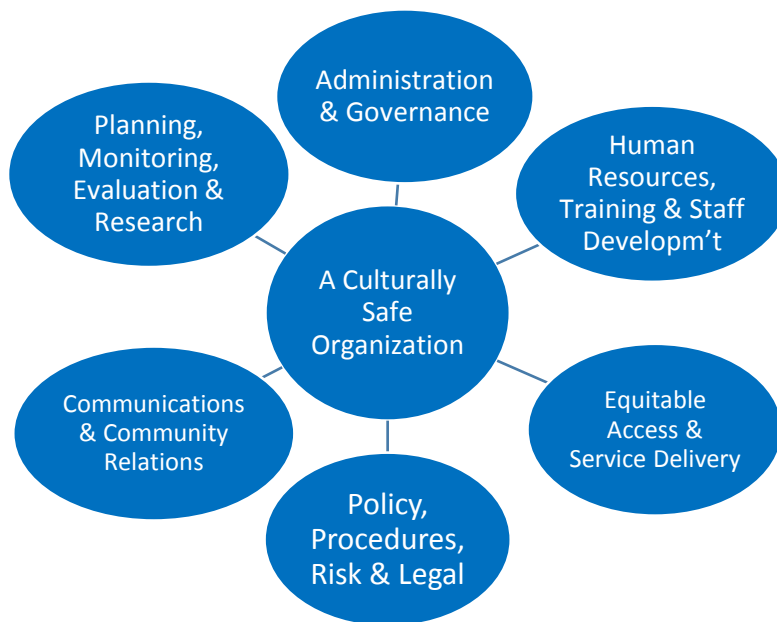 Administration
& Governance
Planning,
Monitoring,
Evaluation &
Research
Human
Resources,
Training & Staff
Developm't
A Culturally
Safe
Organization
Communications
& Community
Relations
Equitable
Access &
Service Delivery
Policy,
Procedures,
Risk & Legal